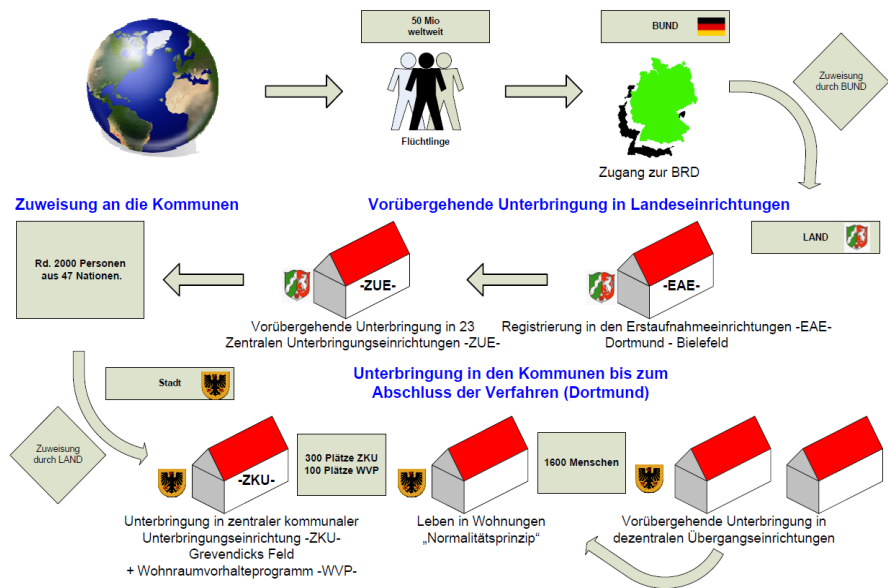 50 Mio
weltweit
Flüchtlinge
BUND
Zugang zur BRD
Zuweisung
durch BUND
Zuweisung an die Kommunen
Vorübergehende Unterbringung in Landeseinrichtungen
LAND
Rd. 2000 Personen
aus 47 Nationen.
-ZUE-
Vorübergehende Unterbringung in 23
Zentralen Unterbringungseinrichtungen -ZUE-
-EAE-
Registrierung in den Erstaufnahmeeinrichtungen -EAE-
Dortmund - Bielefeld
Stadt
Unterbringung in den Kommunen bis zum
Abschluss der Verfahren (Dortmund)
Zuweisung
durch LAND
-ZKU-
Unterbringung in zentraler kommunaler
Unterbringungseinrichtung -ZKU-
Grevendicks Feld
+ Wohnraumvorhalteprogramm -WVP-
300 Plätze ZKU
100 Plätze WVP
Leben in Wohnungen
„Normalitätsprinzip“
1600 Menschen
Vorübergehende Unterbringung in
dezentralen Übergangseinrichtungen